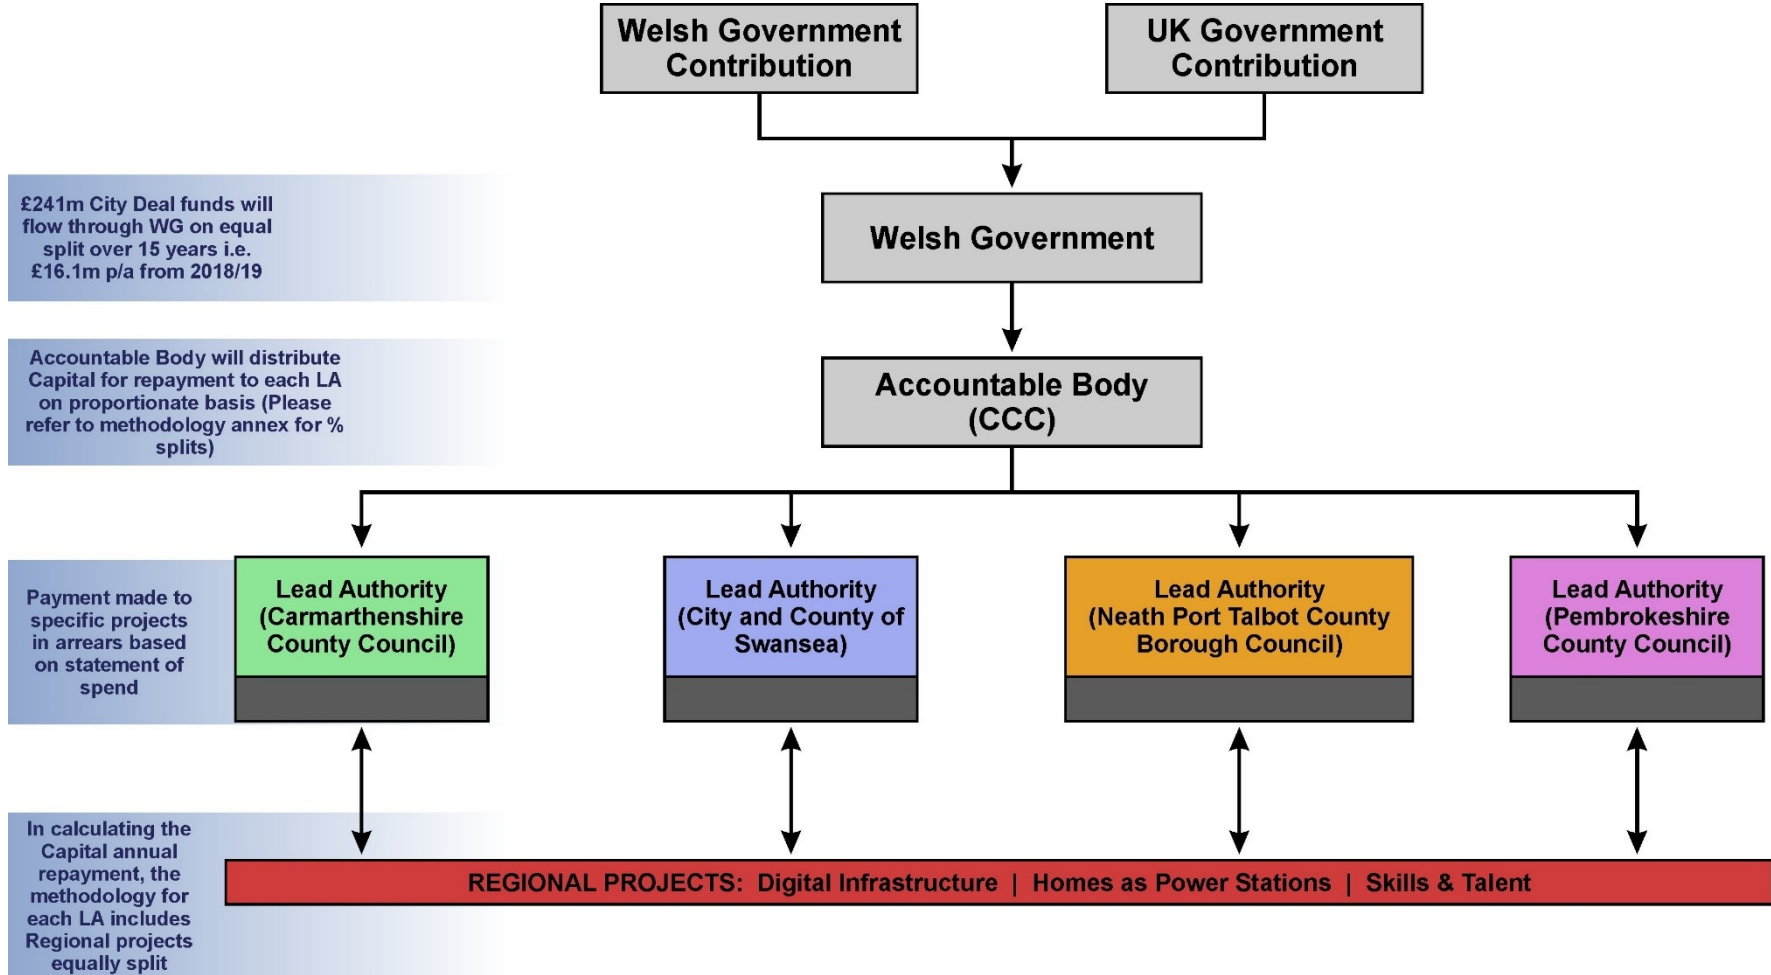 Welsh Government
Contribution
UK Government
Contribution
£241m City Deal funds will
flow through WG on equal
split over 15 years i.e.
£16.1m p/a from 2018/19
Welsh Government
Accountable Body will distribute
Capital for repayment to each LA
on proportionate basis (Please
refer to methodology annex for %
splits)
Accountable Body
(CCC)
Payment made to
specific projects
in arrears based
on statement of
spend
Lead Authority
(Carmarthenshire
County Council)
Lead Authority
(City and County of
Swansea)
Lead Authority
(Neath Port Talbot County
Borough Council)
Lead Authority
(Pembrokeshire
County Council)
In calculating the
Capital annual
repayment, the
methodology for
each LA includes
Regional projects
equally split
REGIONAL PROJECTS: Digital Infrastructure | Homes as Power Stations | Skills & Talent